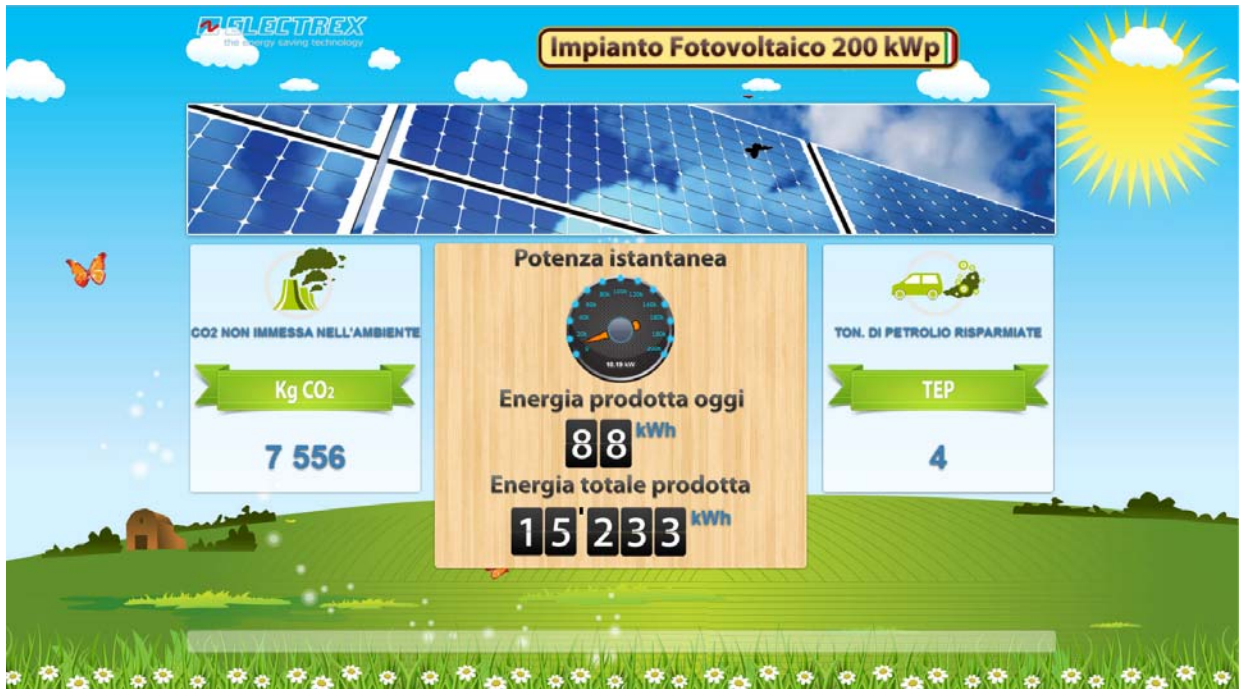 ELECTREX
the energy saving technology
Impianto Fotovoltaico 200 kWp
Potenza istantanea
CO2 NON IMMESSA NELL'AMBIENTE
TON. DI PETROLIO RISPARMIATE
Kg CO2
TEP
Energia prodotta oggi
88 kWh
7 556
4
Energia totale prodotta
15'233 kWh